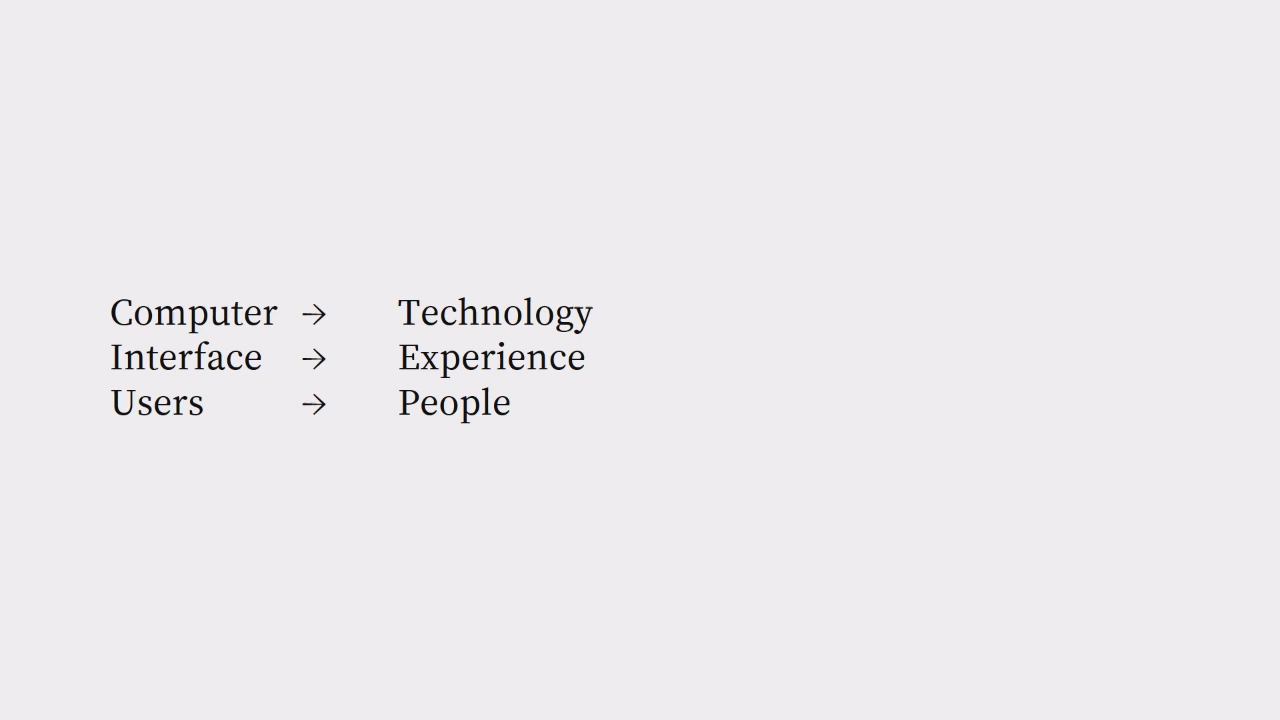 Computer → Technology
Interface → Experience
Users → People